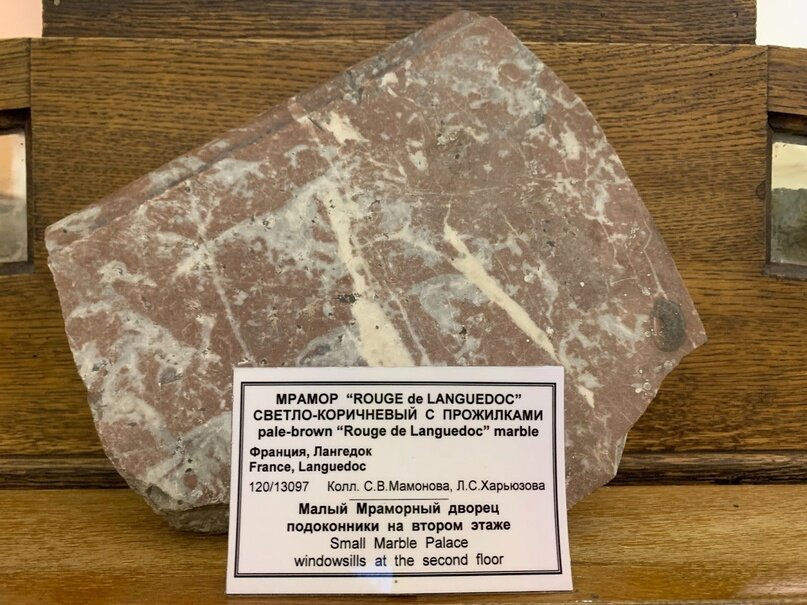 МРАМОР “ROUGE de LANGUEDOC”
СВЕТЛО-КОРИЧНЕВЫЙ С ПРОЖИЛКАМИ
pale-brown “Rouge de Languedoc” marble
Франция, Лангедок
France, Languedoc
120/13097 Колл. С.В.Мамонова, Л.С.Харьюзова
Малый Мраморный дворец
подоконники на втором этаже
Small Marble Palace
windowsills at the second floor